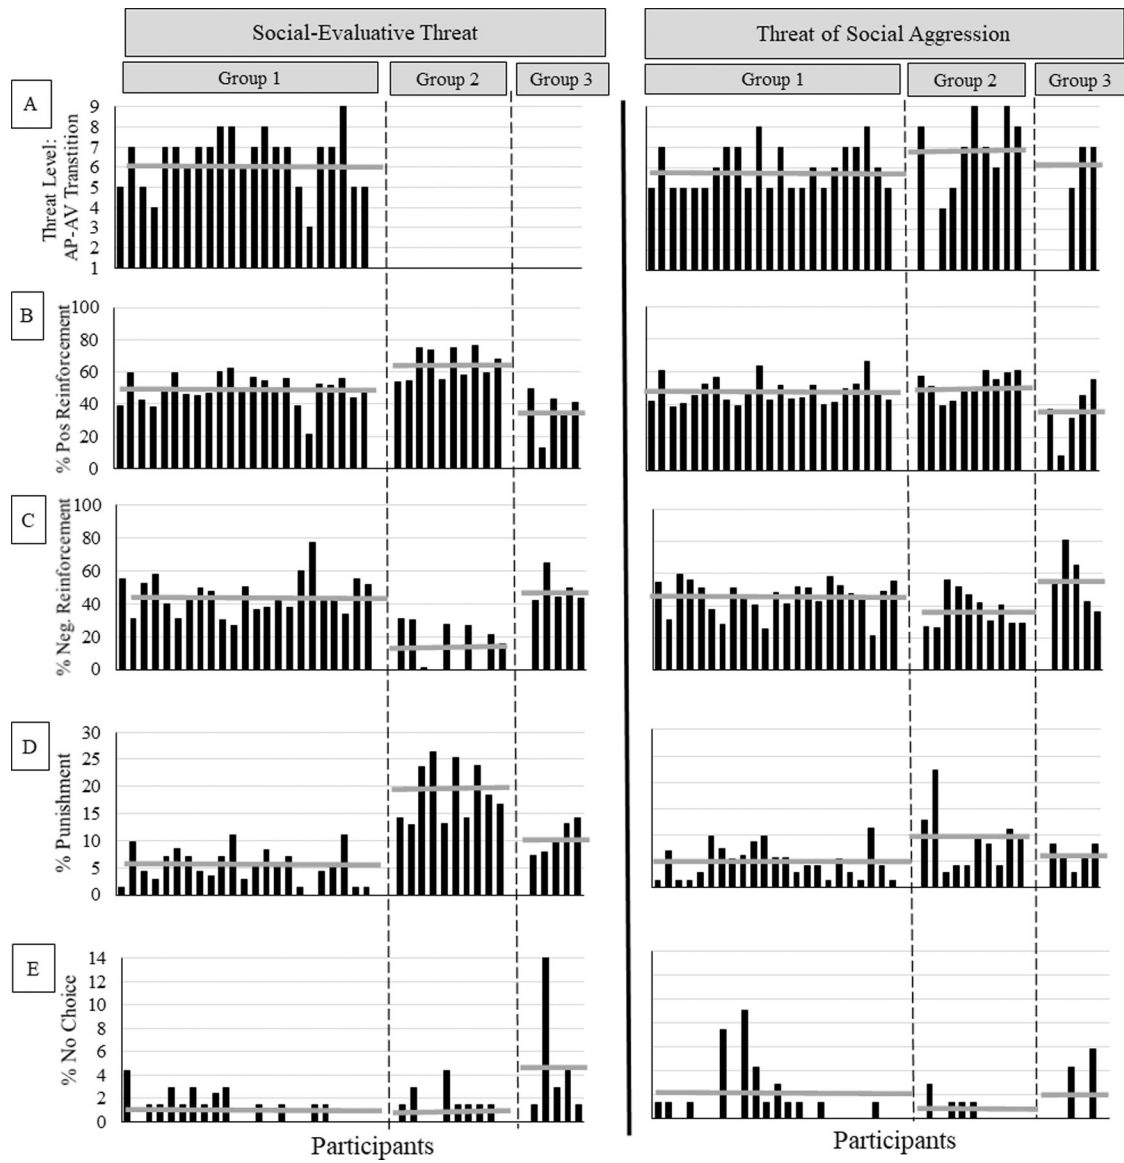 Social-Evaluative Threat
Threat of Social Aggression
Group 1
Group 2
Group 3
Group 1
Group 2
Group 3
A
Threat Level:
AP-AV Transtition
9
8
7
6
5
4
3
2
1
B
% Pos Reinforcement
100
80
60
40
20
0
C
% Neg. Reinforcement
100
80
60
40
20
0
D
% Punishment
30
25
20
15
10
5
0
E
% No Choice
14
12
10
8
6
4
2
0
Participants
Participants